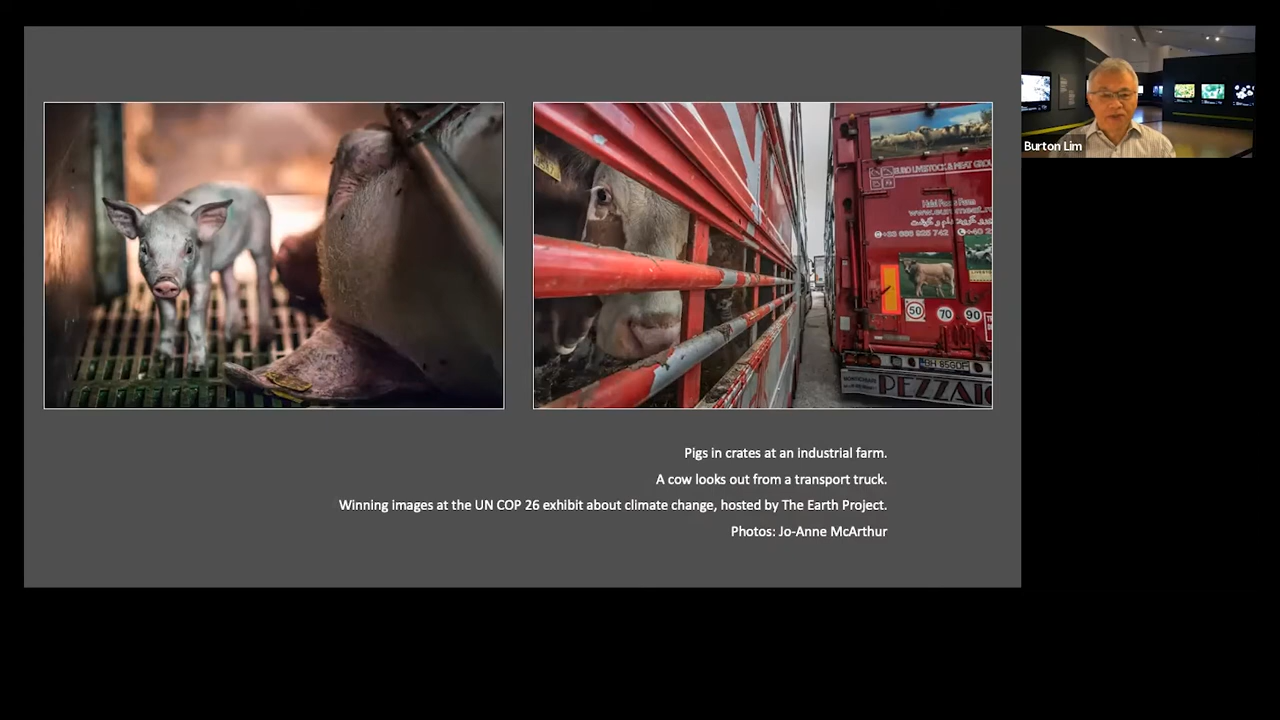 Burton Lim
EURO LIVESTOCK & MEAT GROU
50
70
90
PEZZAIO
Pigs in crates at an industrial farm.
A cow looks out from a transport truck.
Winning images at the UN COP 26 exhibit about climate change, hosted by The Earth Project.
Photos: Jo-Anne McArthur